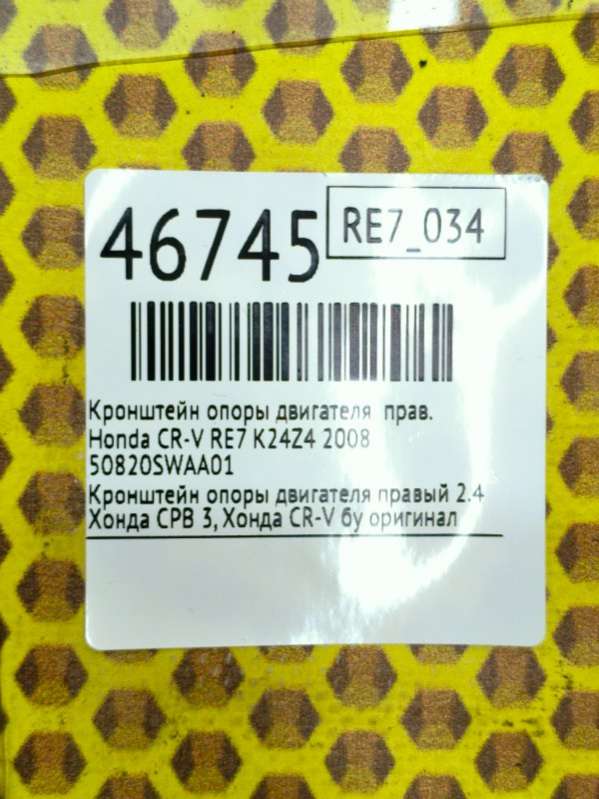 46745
RE7_034
Кронштейн опоры двигателя прав.
Honda CR-V RE7 K24Z4 2008
50820SWAA01
Кронштейн опоры двигателя правый 2.4
Хонда СРВ 3, Хонда CR-V бу оригинал